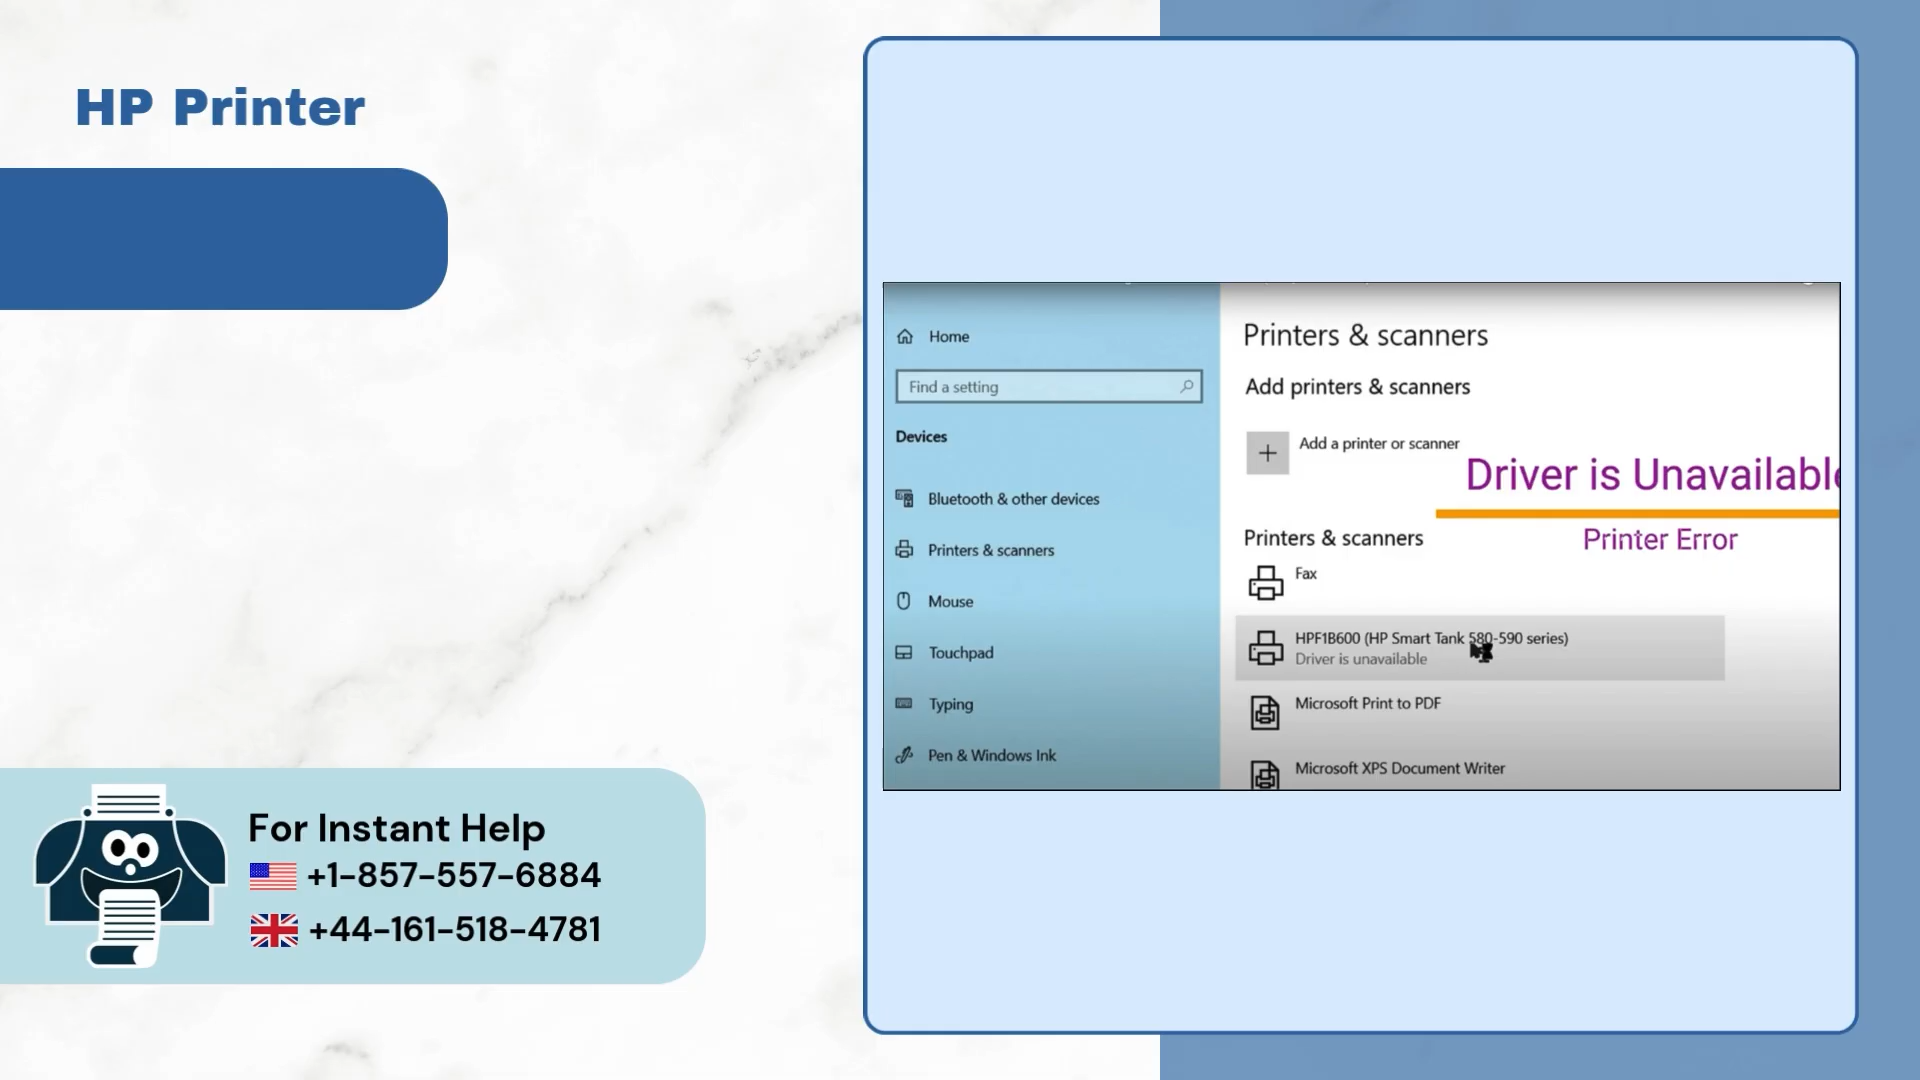 HP Printer
For Instant Help
+1-857-557-6884
+44-161-518-4781
Home
Find a setting
Devices
Bluetooth & other devices
Printers & scanners
Mouse
Touchpad
Typing
Pen & Windows Ink
Printers & scanners
Add printers & scanners
Add a printer or scanner
Driver is Unavailable
Printer Error
Printers & scanners
Fax
HPF1B600 (HP Smart Tank 580-590 series)
Driver is unavailable
Microsoft Print to PDF
Microsoft XPS Document Writer